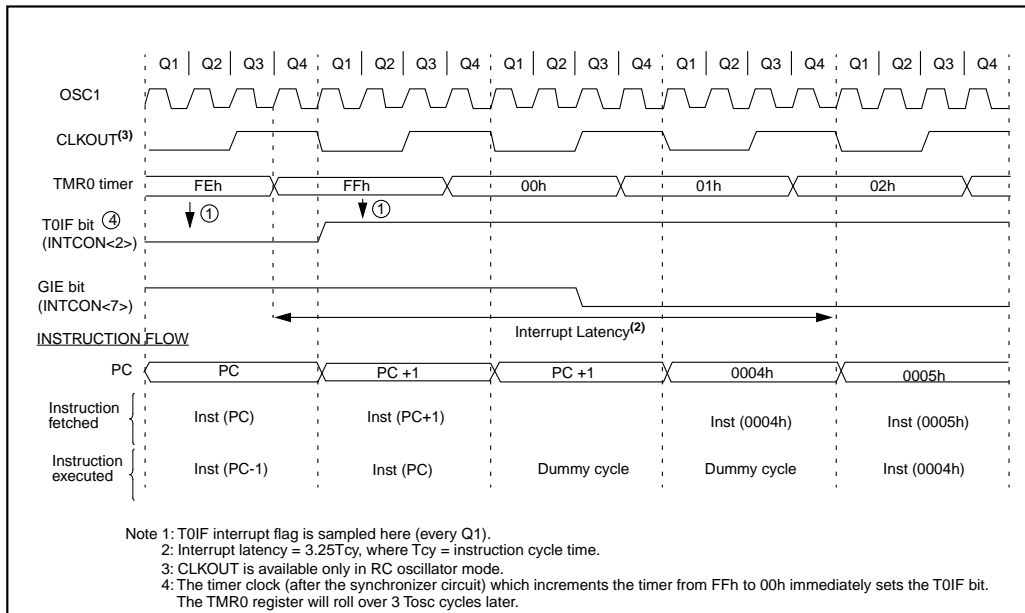 Q1 Q2 Q3 Q4 Q1 Q2 Q3 Q4 Q1 Q2 Q3 Q4 Q1 Q2 Q3 Q4 Q1 Q2 Q3 Q4
OSC1
CLKOUT(3)
TMR0 timer FEh FFh 00h 01h 02h
1 1
T0IF bit 4
(INTCON<2>)
GIE bit
(INTCON<7>)
Interrupt Latency(2)
INSTRUCTION FLOW
PC PC PC +1 PC +1 0004h 0005h
Instruction
fetched
Inst (PC) Inst (PC+1) Inst (0004h) Inst (0005h)
Instruction
executed
Inst (PC-1) Inst (PC) Dummy cycle Dummy cycle Inst (0004h)
Note 1: T0IF interrupt flag is sampled here (every Q1).
2: Interrupt latency = 3.25Tcy, where Tcy = instruction cycle time.
3: CLKOUT is available only in RC oscillator mode.
4: The timer clock (after the synchronizer circuit) which increments the timer from FFh to 00h immediately sets the T0IF bit.
The TMR0 register will roll over 3 Tosc cycles later.